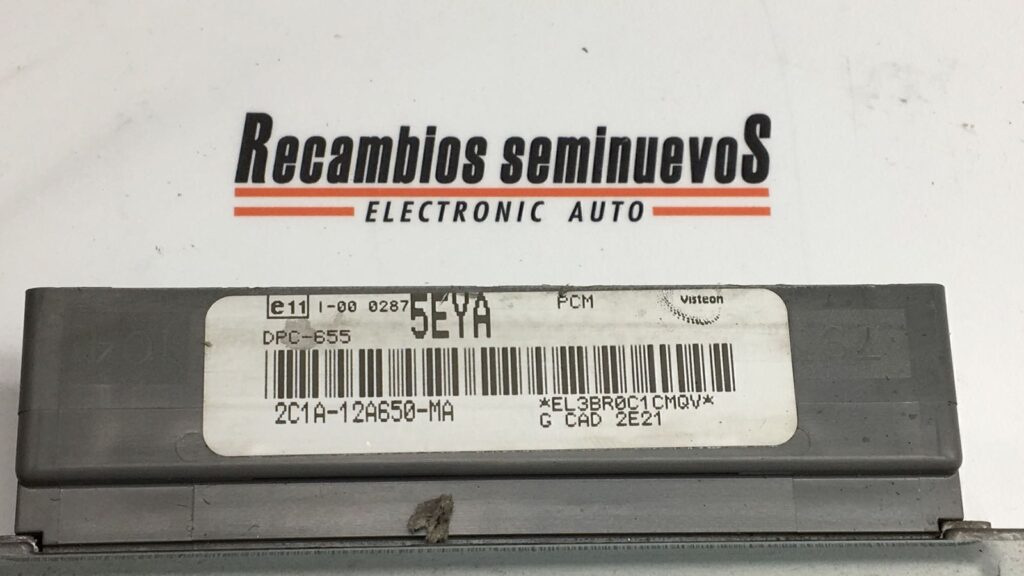 Recambios seminuevoS
ELECTRONIC AUTO
e11 I-00 0287 5EYA PCM Visteon
DPC-655
2C1A-12A650-MA *EL3BR0C1CMQV*
G CAD 2E21